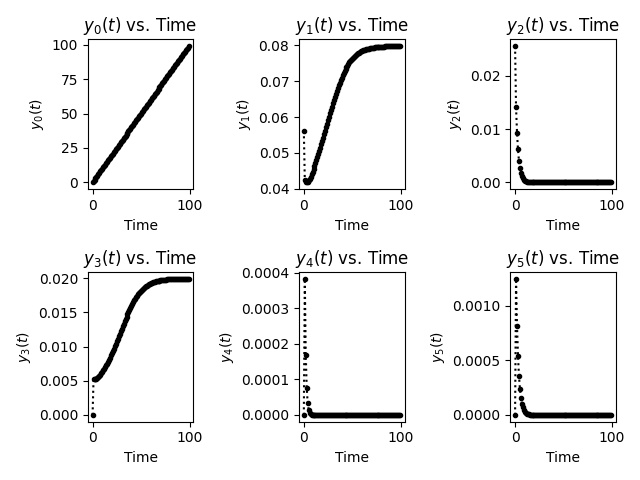 y₀(t) vs. Time
y₁(t) vs. Time
y₂(t) vs. Time
100
75
50
25
0
y₀(t)
0
100
Time
0.08
0.07
0.06
0.05
0.04
y₁(t)
0
100
Time
0.02
0.01
0.00
y₂(t)
0
100
Time
y₃(t) vs. Time
y₄(t) vs. Time
y₅(t) vs. Time
0.020
0.015
0.010
0.005
0.000
y₃(t)
0
100
Time
0.0004
0.0003
0.0002
0.0001
0.0000
y₄(t)
0
100
Time
0.0010
0.0005
0.0000
y₅(t)
0
100
Time